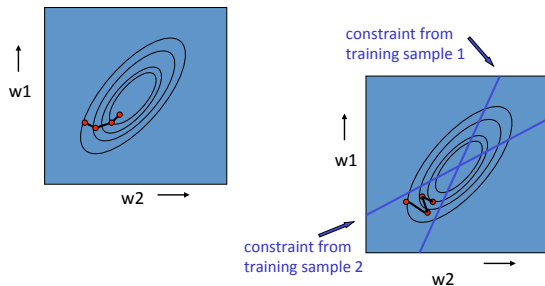 w1
w2
constraint from
training sample 1
w1
constraint from
training sample 2
w2